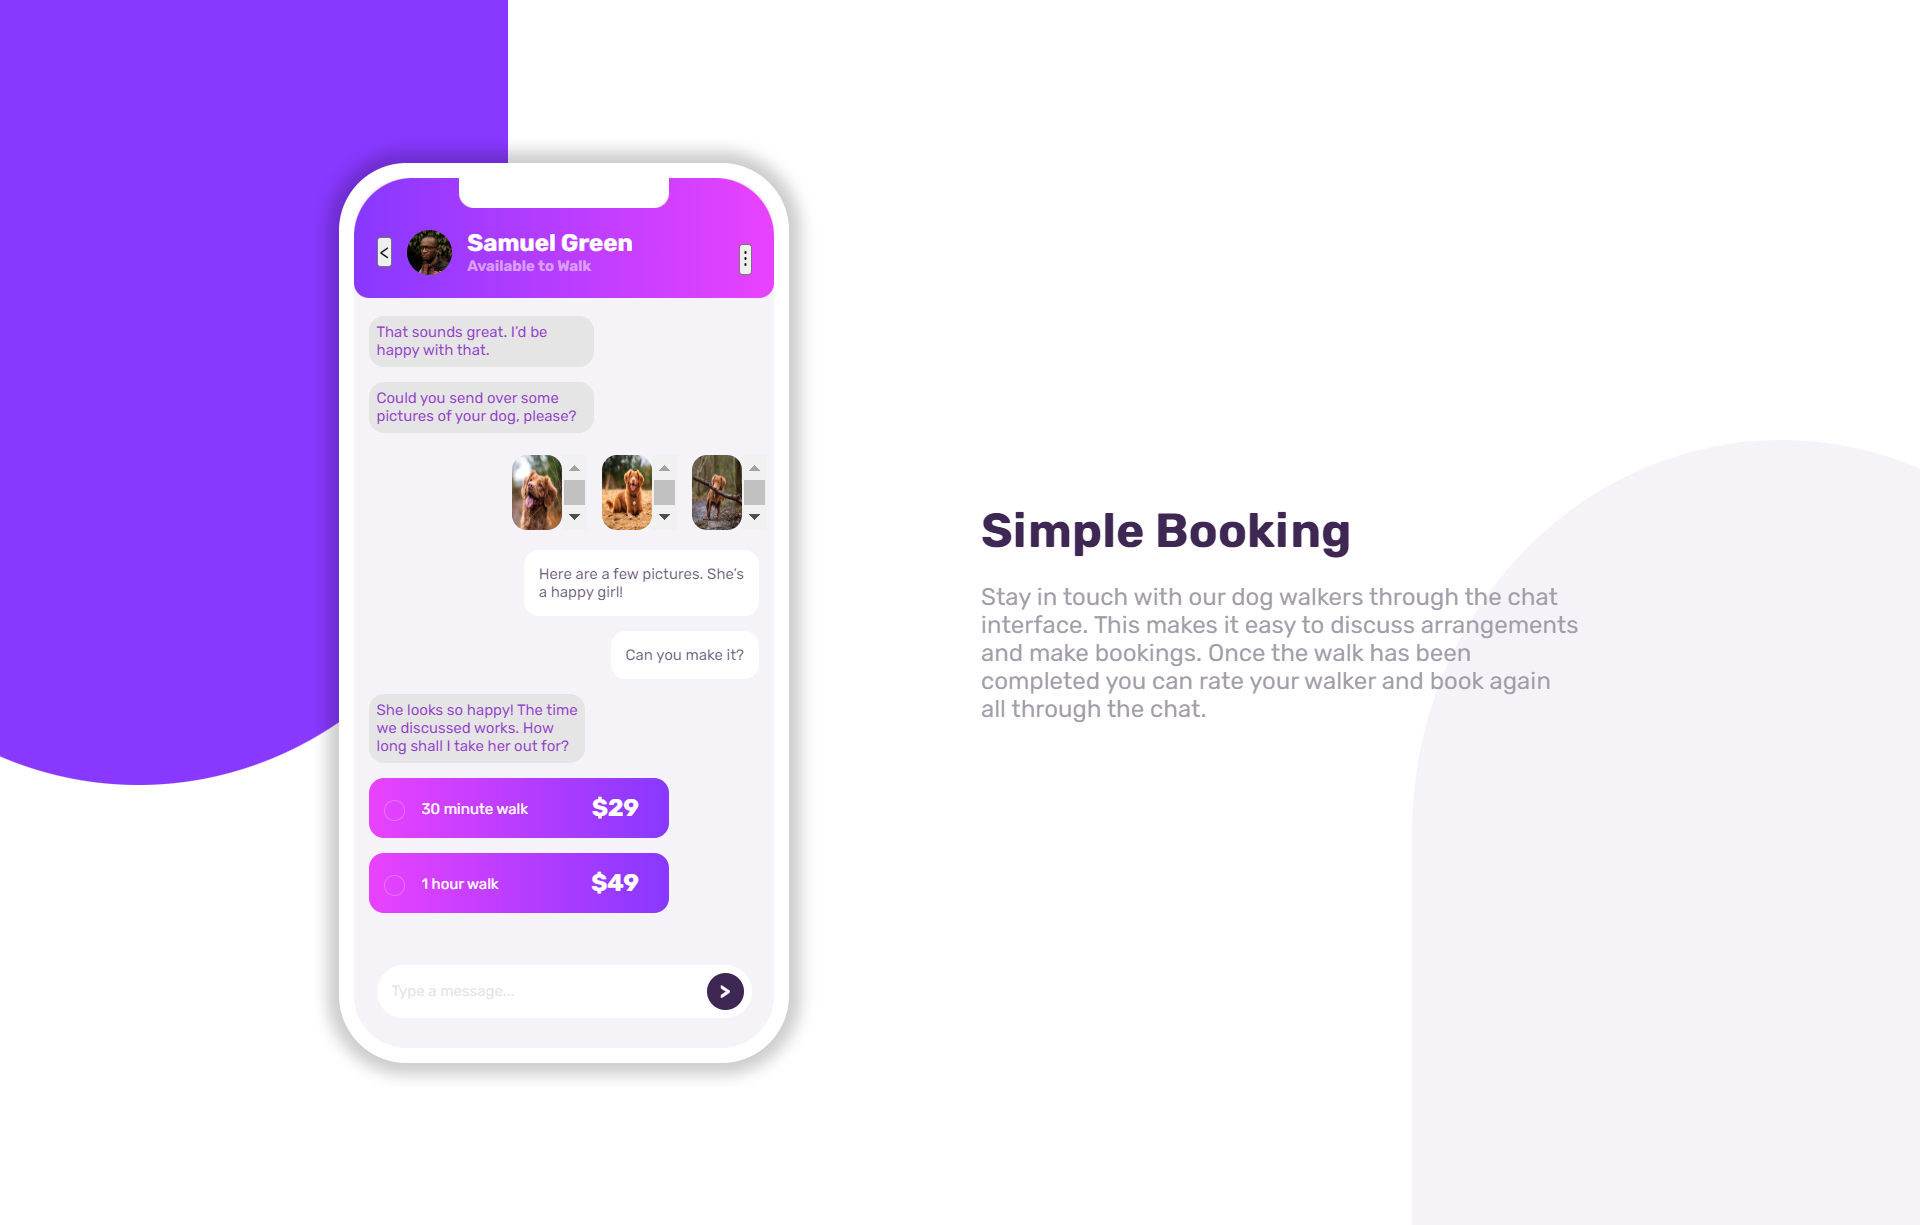 <
Samuel Green
Available to Walk
⋮
That sounds great. I'd be
happy with that.
Could you send over some
pictures of your dog, please?
Here are a few pictures. She's
a happy girl!
Can you make it?
She looks so happy! The time
we discussed works. How
long shall I take her out for?
30 minute walk $29
1 hour walk $49
Type a message...
>
Simple Booking
Stay in touch with our dog walkers through the chat
interface. This makes it easy to discuss arrangements
and make bookings. Once the walk has been
completed you can rate your walker and book again
all through the chat.